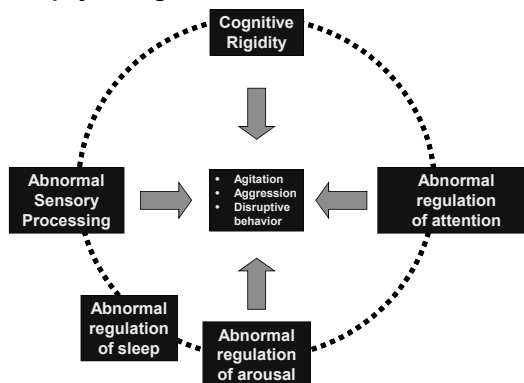 Cognitive
Rigidity
Abnormal
Sensory
Processing
• Agitation
• Aggression
• Disruptive
behavior
Abnormal
regulation
of attention
Abnormal
regulation
of sleep
Abnormal
regulation
of arousal